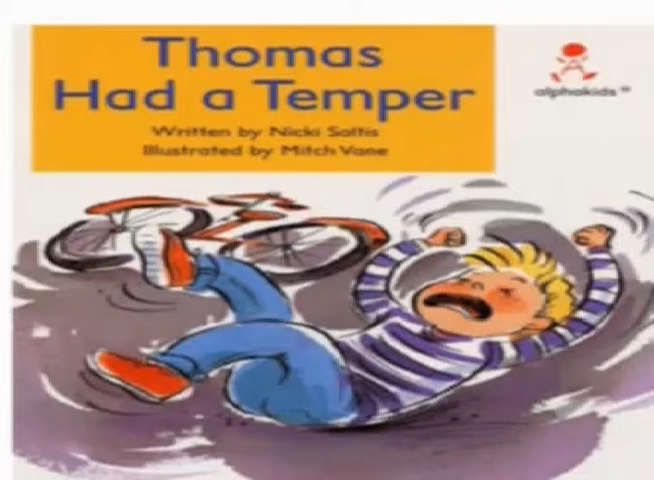 Thomas
Had a Temper
Written by Nicki Saltis
Illustrated by Mitch Vane
alphakids